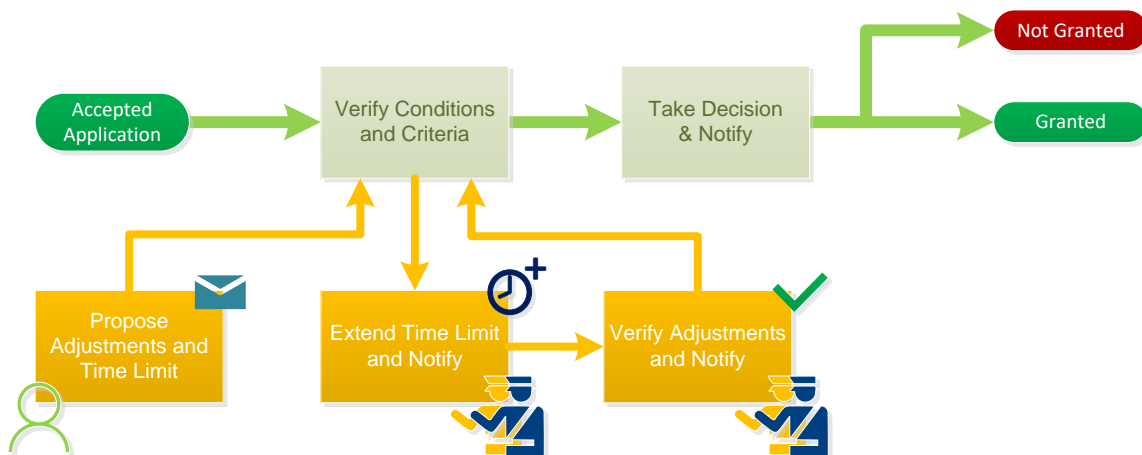 Not Granted
Accepted
Application
Verify Conditions
and Criteria
Take Decision
& Notify
Granted
Propose
Adjustments and
Time Limit
Extend Time Limit
and Notify
Verify Adjustments
and Notify